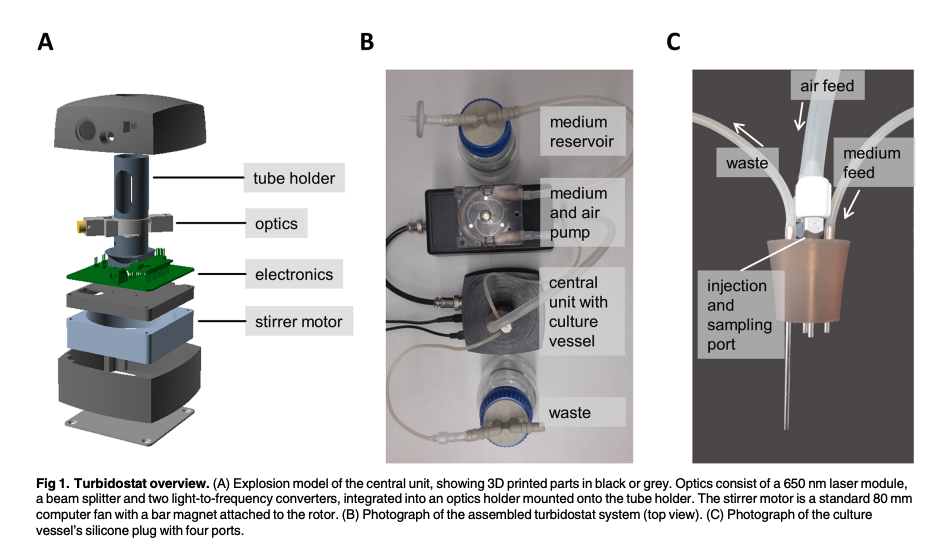 A
B
C
tube holder
optics
electronics
stirrer motor
medium
reservoir
medium
and air
pump
central
unit with
culture
vessel
waste
air feed
waste
medium
feed
injection
and
sampling
port
Fig 1. Turbidostat overview. (A) Explosion model of the central unit, showing 3D printed parts in black or grey. Optics consist of a 650 nm laser module,
a beam splitter and two light-to-frequency converters, integrated into an optics holder mounted onto the tube holder. The stirrer motor is a standard 80 mm
computer fan with a bar magnet attached to the rotor. (B) Photograph of the assembled turbidostat system (top view). (C) Photograph of the culture
vessel's silicone plug with four ports.